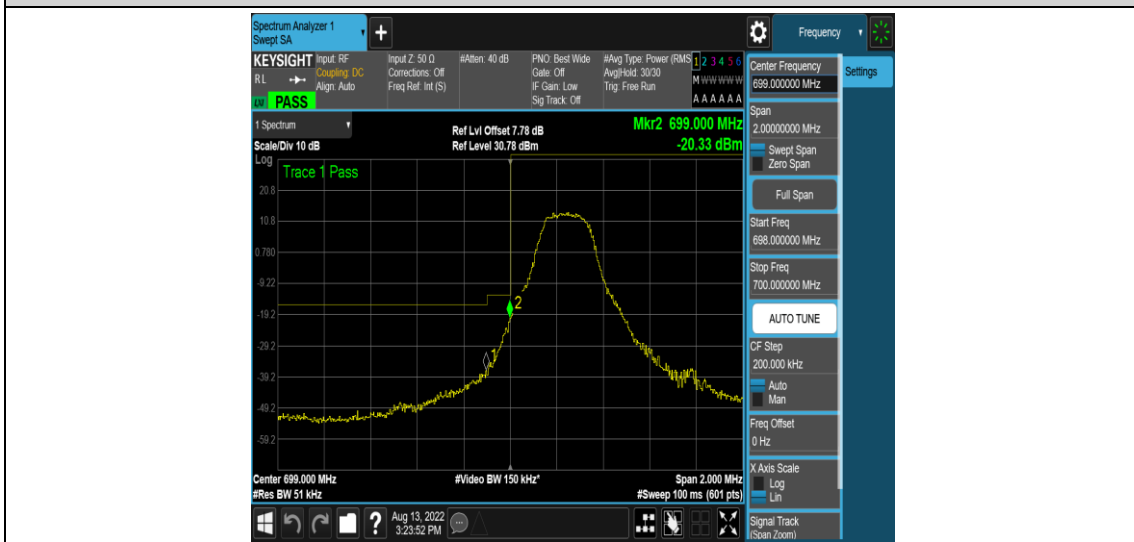 Spectrum Analyzer 1
Swept SA
+
Frequency
KEYSIGHT
RL
PASS
Input: RF
Coupling: DC
Align: Auto
Input Z: 50 Ω
Corrections: Off
Freq Ref: Int (S)
#Atten: 40 dB
PNO: Best Wide
Gate: Off
IF Gain: Low
Sig Track: Off
#Avg Type: Power (RMS
Avg|Hold: 30/30
Trig: Free Run
1 2 3 4 5 6
M W W W W W
A A A A A A
1 Spectrum
Scale/Div 10 dB
Ref Lvl Offset 7.78 dB
Ref Level 30.78 dBm
Mkr2 699.000 MHz
-20.33 dBm
Log
Trace 1 Pass
20.8
10.8
0.780
-9.22
-19.2
-29.2
-39.2
-49.2
-59.2
2
1
Center 699.000 MHz
#Res BW 51 kHz
#Video BW 150 kHz*
Span 2.000 MHz
#Sweep 100 ms (601 pts)
Center Frequency
699.000000 MHz
Span
2.00000000 MHz
Swept Span
Zero Span
Full Span
Start Freq
698.000000 MHz
Stop Freq
700.000000 MHz
AUTO TUNE
CF Step
200.000 kHz
Auto
Man
Freq Offset
0 Hz
X Axis Scale
Log
Lin
Signal Track
(Span Zoom)
Settings
?
Aug 13, 2022
3:23:52 PM